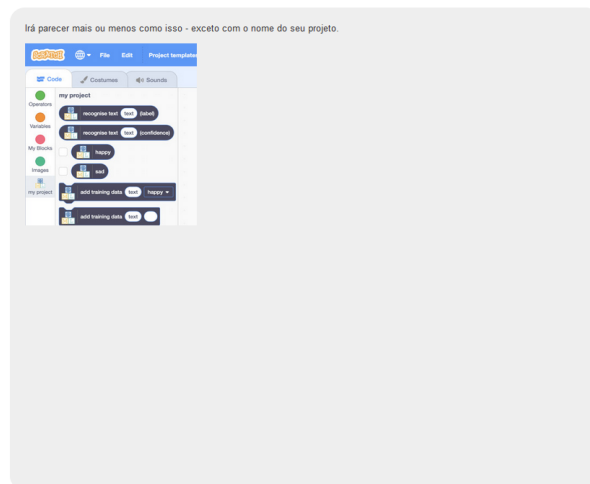 Irá parecer mais ou menos como isso - exceto com o nome do seu projeto.
SCRATCH File Edit Project templates
Code Costumes Sounds
my project
Operators
recognise text text (label)
Variables
recognise text text (confidence)
My Blocks
happy
Images
sad
my project
add training data text happy
add training data text